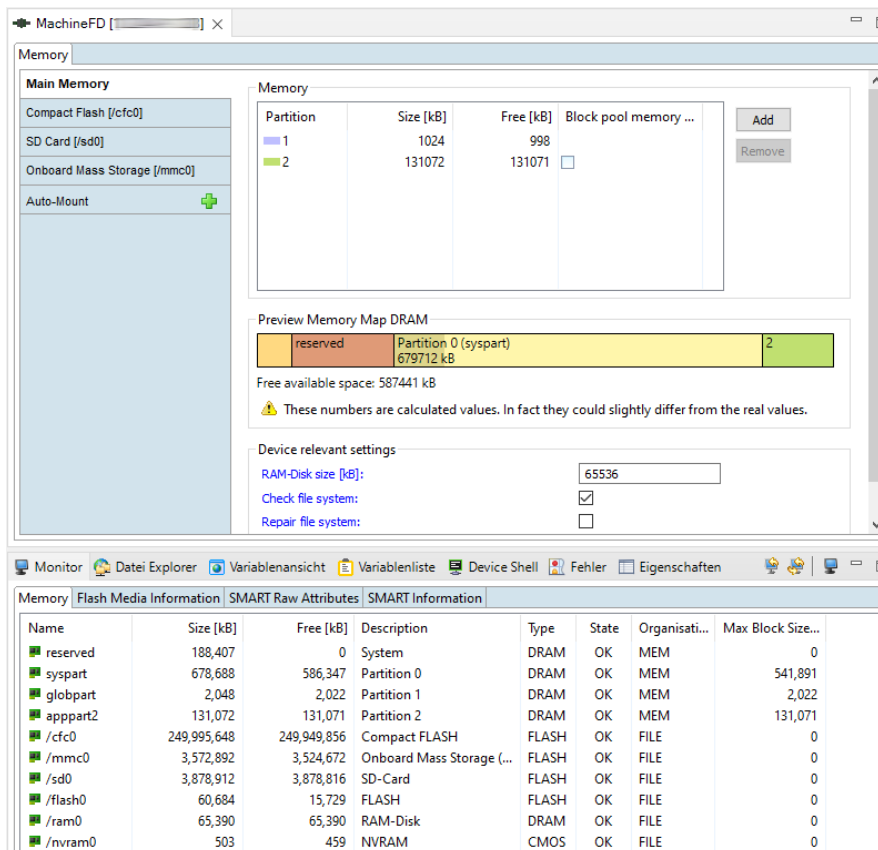 MachineFD [1 ]
Memory
Main Memory
Compact Flash [/cfc0]
SD Card [/sd0]
Onboard Mass Storage [/mmc0]
Auto-Mount
Memory
Partition Size [kB] Free [kB] Block pool memory ...
1 1024 998
2 131072 131071
Add
Remove
Preview Memory Map DRAM
reserved Partition 0 (syspart) 2
679712 kB
Free available space: 587441 kB
These numbers are calculated values. In fact they could slightly differ from the real values.
Device relevant settings
RAM-Disk size [kB]: 65536
Check file system:
Repair file system:
Monitor Datei Explorer Variablenansicht Variablenliste Device Shell Fehler Eigenschaften
Memory Flash Media Information SMART Raw Attributes SMART Information
Name Size [kB] Free [kB] Description Type State Organisati... Max Block Size...
reserved 188,407 0 System DRAM OK MEM 0
syspart 678,688 586,347 Partition 0 DRAM OK MEM 541,891
globpart 2,048 2,022 Partition 1 DRAM OK MEM 2,022
apppart2 131,072 131,071 Partition 2 DRAM OK MEM 131,071
/cfc0 249,995,648 249,949,856 Compact FLASH FLASH OK FILE 0
/mmc0 3,572,892 3,524,672 Onboard Mass Storage (... FLASH OK FILE 0
/sd0 3,878,912 3,878,816 SD-Card FLASH OK FILE 0
/flash0 60,684 15,729 FLASH FLASH OK FILE 0
/ram0 65,390 65,390 RAM-Disk DRAM OK FILE 0
/nvram0 503 459 NVRAM CMOS OK FILE 0